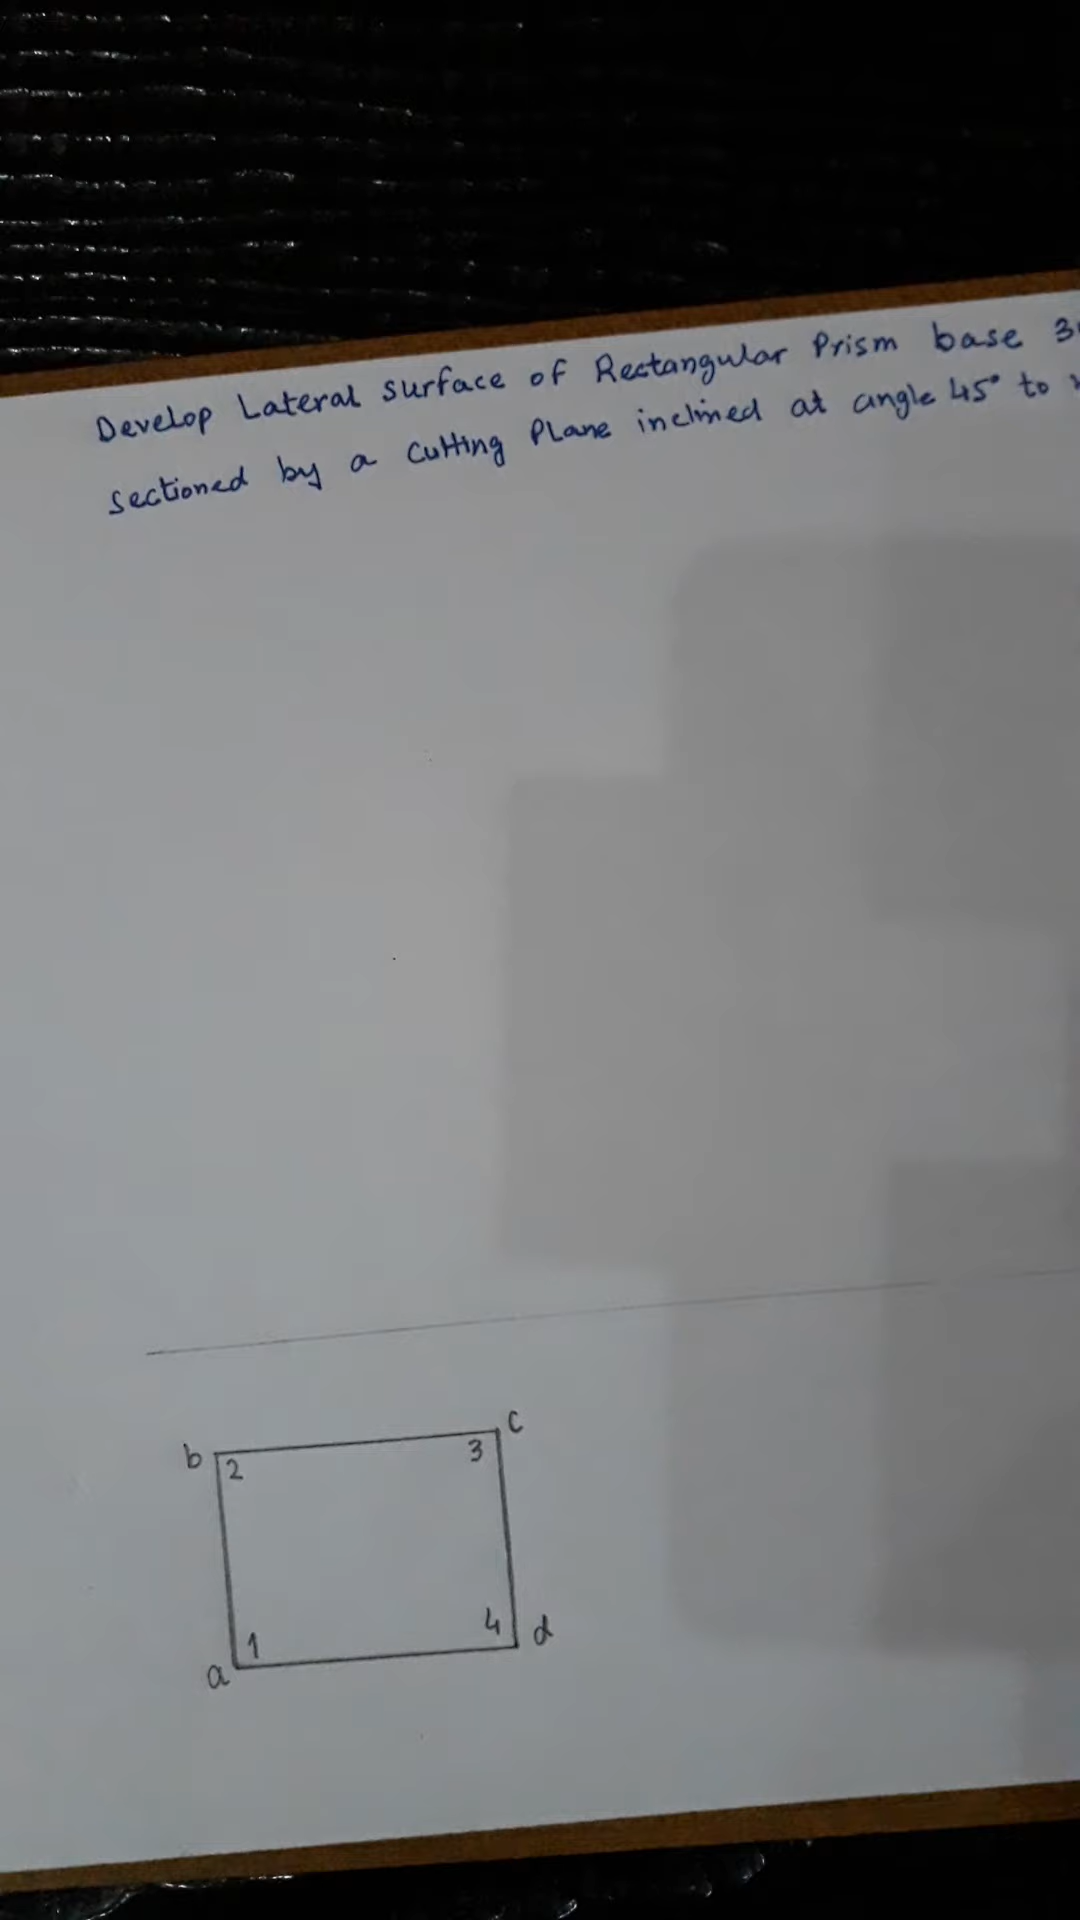 Develop Lateral surface of Rectangular Prism base
sectioned by a cutting Plane inclined at angle 45° to
b 2 3 c
a 1 4 d